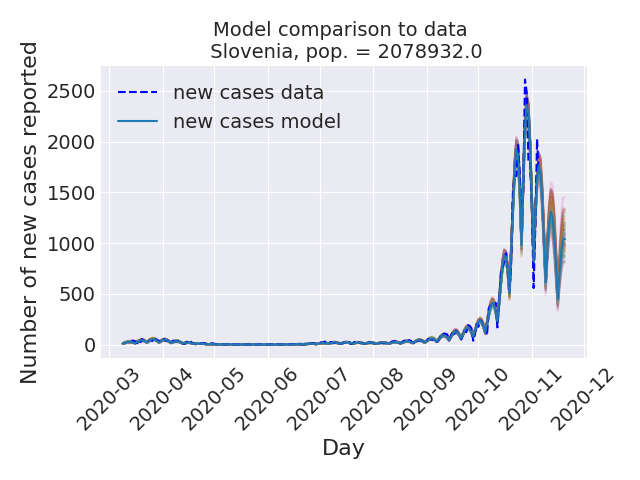 Model comparison to data
Slovenia, pop. = 2078932.0
new cases data
new cases model
Number of new cases reported
2500
2000
1500
1000
500
0
2020-03
2020-04
2020-05
2020-06
2020-07
2020-08
2020-09
2020-10
2020-11
2020-12
Day